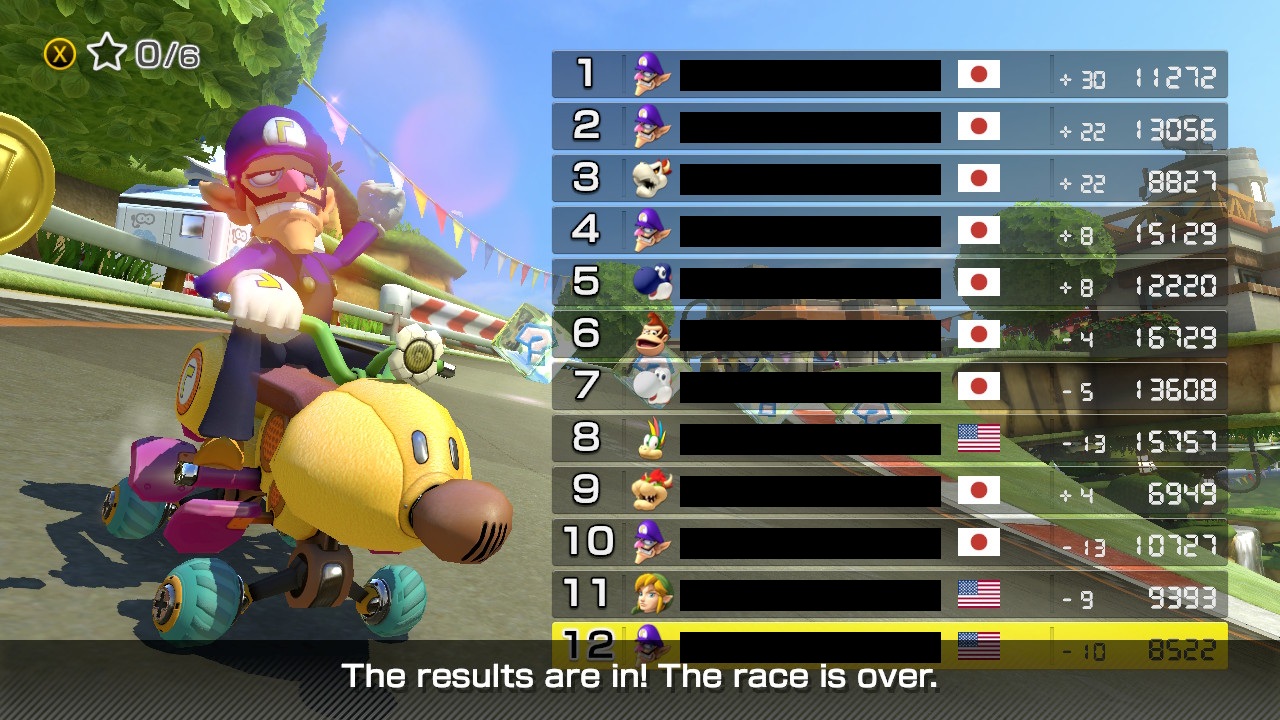 X 0/6
1 + 30 11272
2 + 22 13056
3 + 22 8827
4 + 8 15129
5 + 8 12220
6 - 4 16729
7 - 5 13608
8 - 13 15757
9 + 4 6949
10 - 13 10727
11 - 9 9393
12 - 10 8522
The results are in! The race is over.